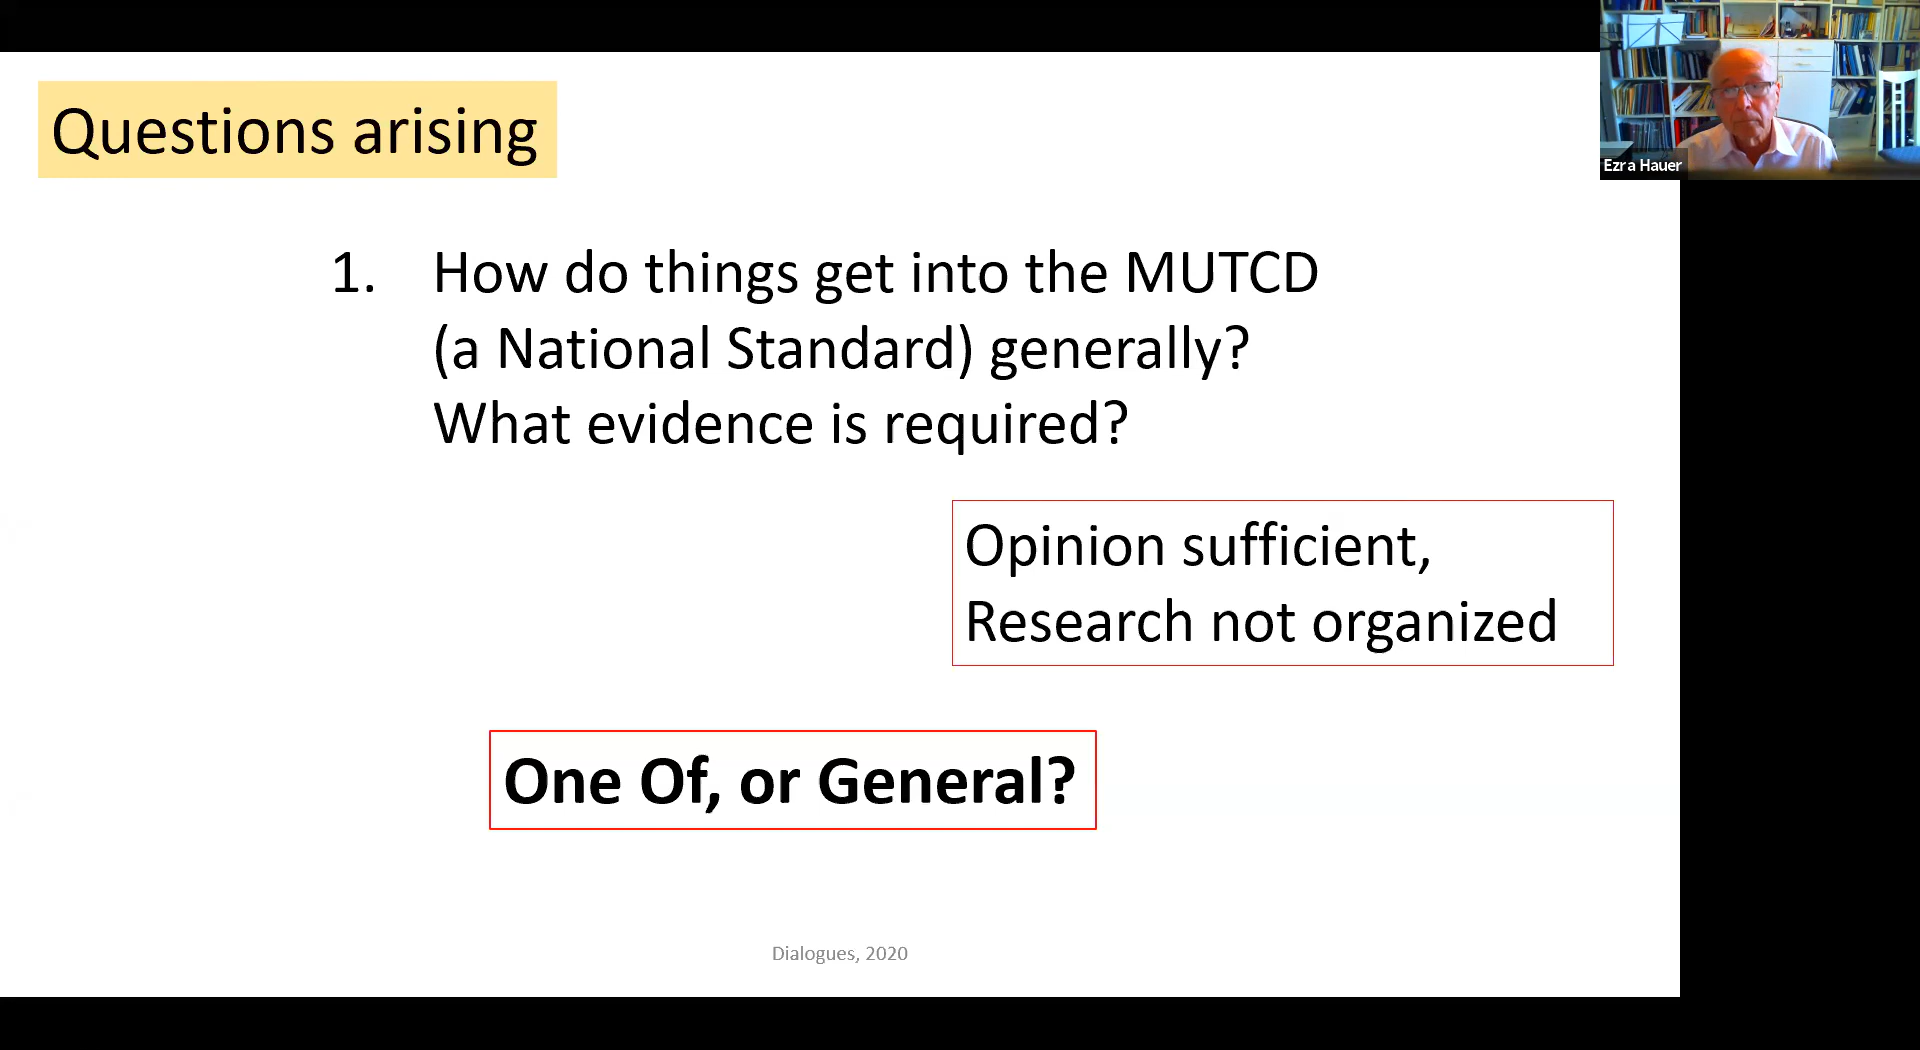 Questions arising
Ezra Hauer
1. How do things get into the MUTCD
(a National Standard) generally?
What evidence is required?
Opinion sufficient,
Research not organized
One Of, or General?
Dialogues, 2020